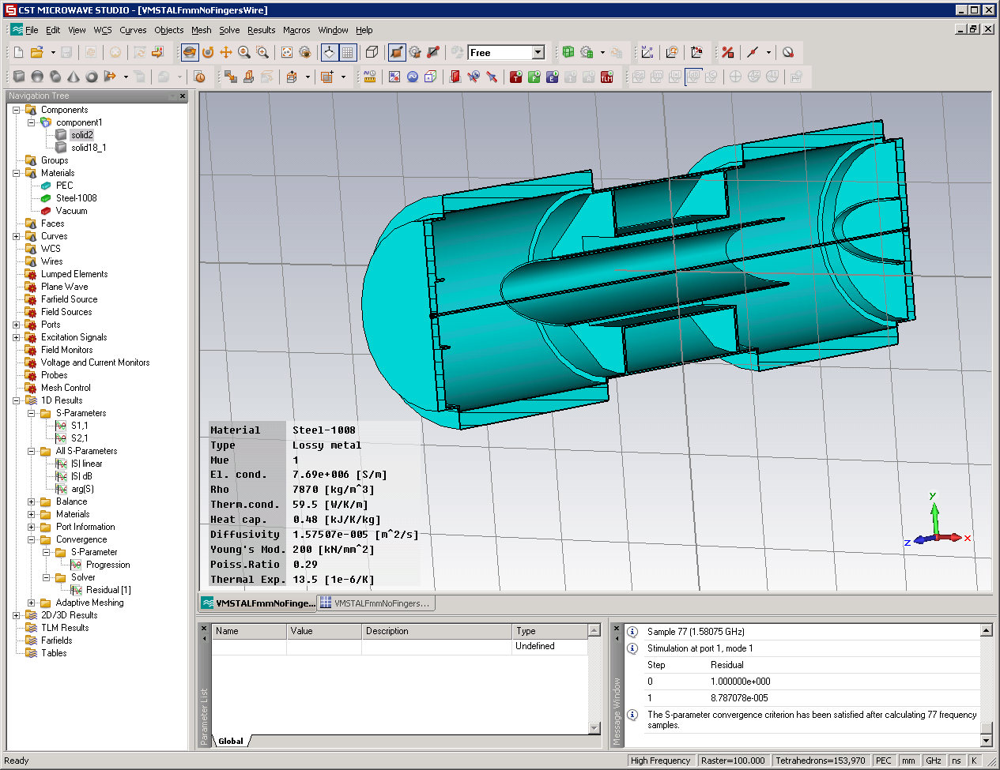 CST MICROWAVE STUDIO - [VMSTALFmmNoFingersWire]
File Edit View WCS Curves Objects Mesh Solve Results Macros Window Help
Free
Navigation Tree
Components
component1
solid2
solid18_1
Groups
Materials
PEC
Steel-1008
Vacuum
Faces
Curves
WCS
Wires
Lumped Elements
Plane Wave
Farfield Source
Field Sources
Ports
Excitation Signals
Field Monitors
Voltage and Current Monitors
Probes
Mesh Control
1D Results
S-Parameters
S1,1
S2,1
All S-Parameters
|S| linear
|S| dB
arg(S)
Balance
Materials
Port Information
Convergence
S-Parameter
Progression
Solver
Residual [1]
Adaptive Meshing
2D/3D Results
TLM Results
Farfields
Tables
Material Steel-1008
Type Lossy metal
Mue 1
El. cond. 7.69e+006 [S/m]
Rho 7870 [kg/m^3]
Therm.cond. 59.5 [W/K/m]
Heat cap. 0.48 [kJ/K/kg]
Diffusivity 1.57507e-005 [m^2/s]
Young's Mod. 200 [kN/mm^2]
Poiss.Ratio 0.29
Thermal Exp. 13.5 [1e-6/K]
y
z x
VMSTALFmmNoFinge... VMSTALFmmNoFingers...
Parameter List
Name Value Description Type
Undefined
Global
Message Window
Sample 77 (1.58075 GHz)
Stimulation at port 1, mode 1
Step Residual
0 1.000000e+000
1 8.787078e-005
The S-parameter convergence criterion has been satisfied after calculating 77 frequency
samples.
Ready High Frequency Raster=100.000 Tetrahedrons=153,970 PEC mm GHz ns K